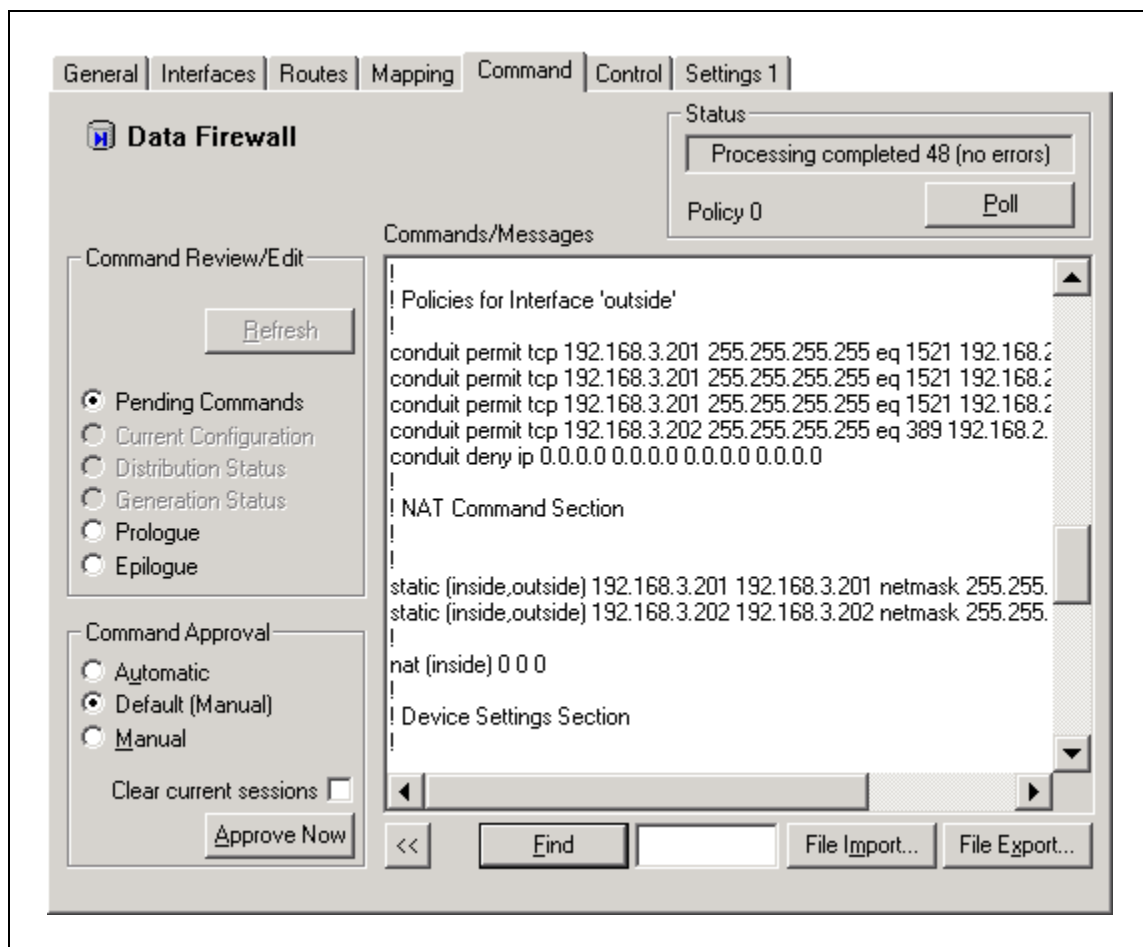 General Interfaces Routes Mapping Command Control Settings 1
Data Firewall
Status
Processing completed 48 (no errors)
Policy 0
Poll
Command Review/Edit
Refresh
Pending Commands
Current Configuration
Distribution Status
Generation Status
Prologue
Epilogue
Command Approval
Automatic
Default (Manual)
Manual
Clear current sessions
Approve Now
Commands/Messages
!
! Policies for Interface 'outside'
!
conduit permit tcp 192.168.3.201 255.255.255.255 eq 1521 192.168.2
conduit permit tcp 192.168.3.201 255.255.255.255 eq 1521 192.168.2
conduit permit tcp 192.168.3.201 255.255.255.255 eq 1521 192.168.2
conduit permit tcp 192.168.3.202 255.255.255.255 eq 389 192.168.2.
conduit deny ip 0.0.0.0 0.0.0.0 0.0.0.0 0.0.0.0
!
! NAT Command Section
!
!
static (inside,outside) 192.168.3.201 192.168.3.201 netmask 255.255.
static (inside,outside) 192.168.3.202 192.168.3.202 netmask 255.255.
!
nat (inside) 0 0 0
!
! Device Settings Section
!
<< Find File Import... File Export...